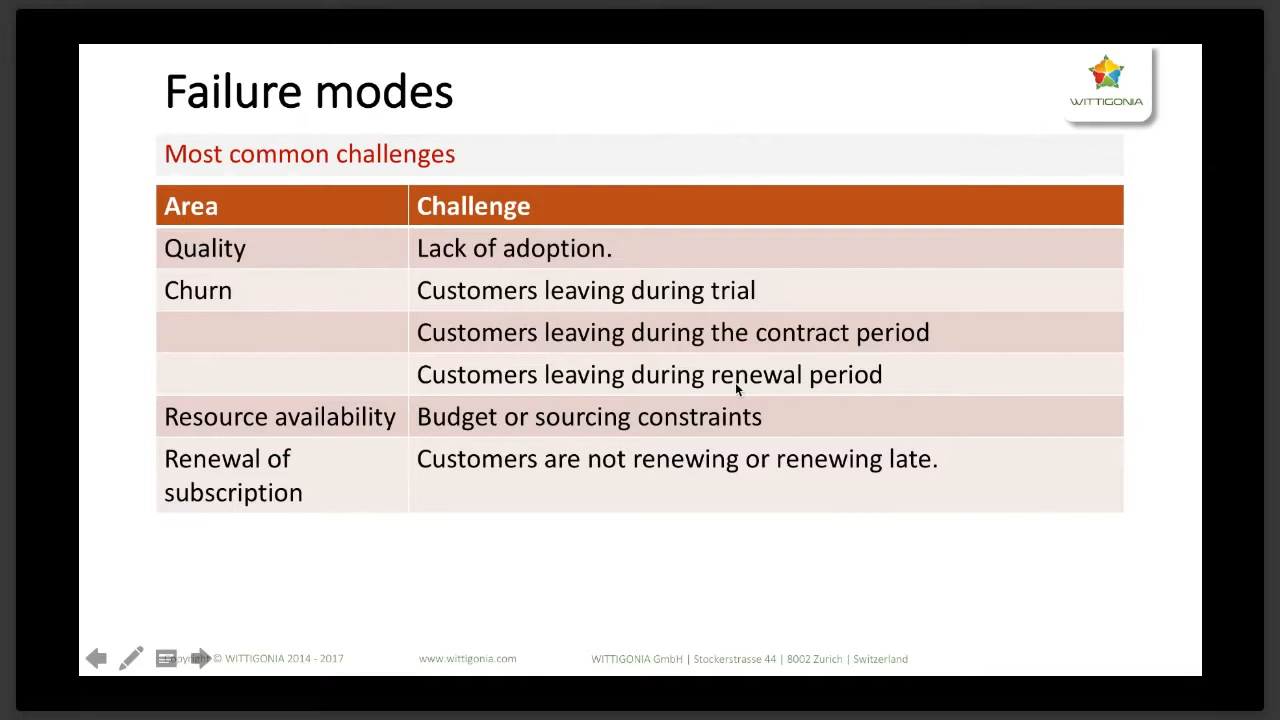 Failure modes
WITTIGONIA
Most common challenges
Area Challenge
Quality Lack of adoption.
Churn Customers leaving during trial
Customers leaving during the contract period
Customers leaving during renewal period
Resource availability Budget or sourcing constraints
Renewal of subscription Customers are not renewing or renewing late.
Copyright © WITTIGONIA 2014 - 2017 www.wittigonia.com WITTIGONIA GmbH | Stockerstrasse 44 | 8002 Zurich | Switzerland